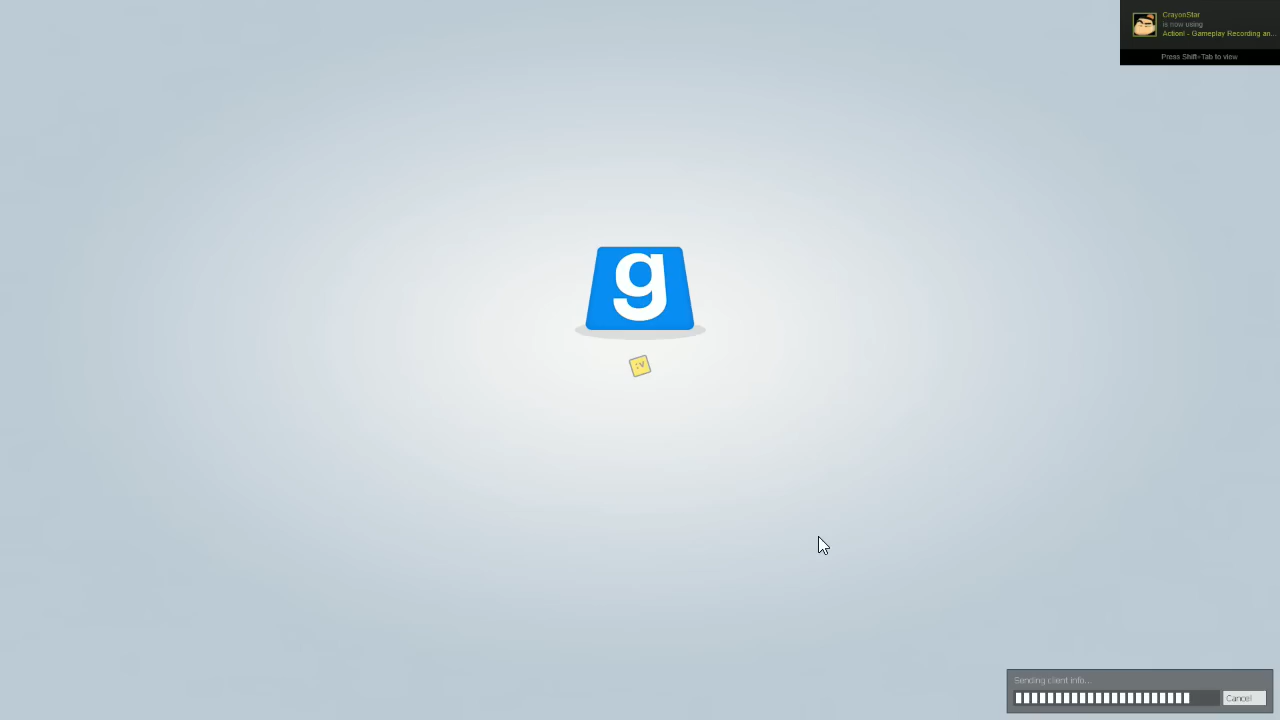 CrayonStar
is now using
Action! - Gameplay Recording an...
Press Shift+Tab to view
g
:v
Sending client info...
Cancel